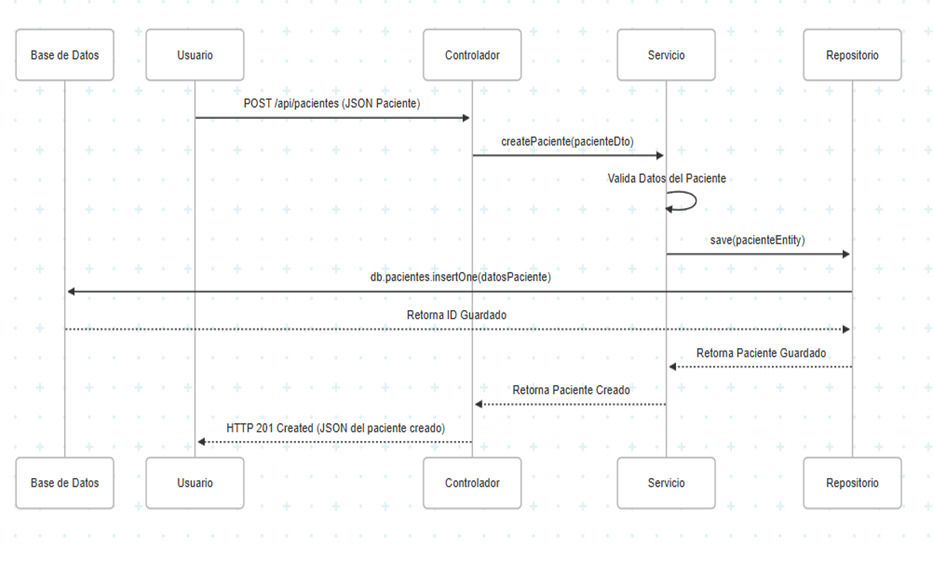 Base de Datos
Usuario
Controlador
Servicio
Repositorio
POST /api/pacientes (JSON Paciente)
createPaciente(pacienteDto)
Valida Datos del Paciente
save(pacienteEntity)
db.pacientes.insertOne(datosPaciente)
Retorna ID Guardado
Retorna Paciente Guardado
Retorna Paciente Creado
HTTP 201 Created (JSON del paciente creado)
Base de Datos
Usuario
Controlador
Servicio
Repositorio